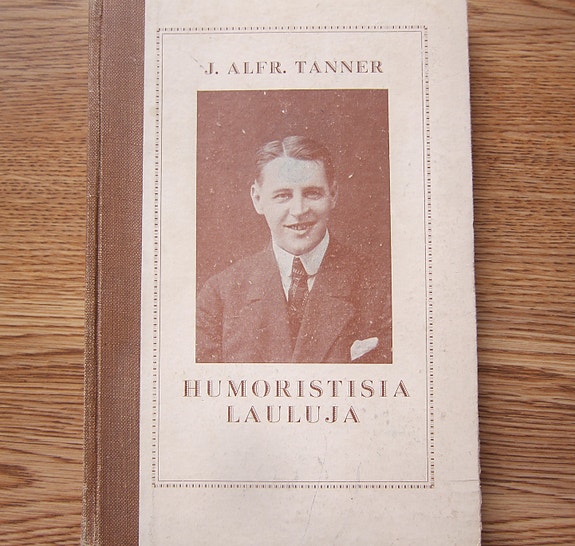 J. ALFR. TANNER
HUMORISTISIA
LAULUJA